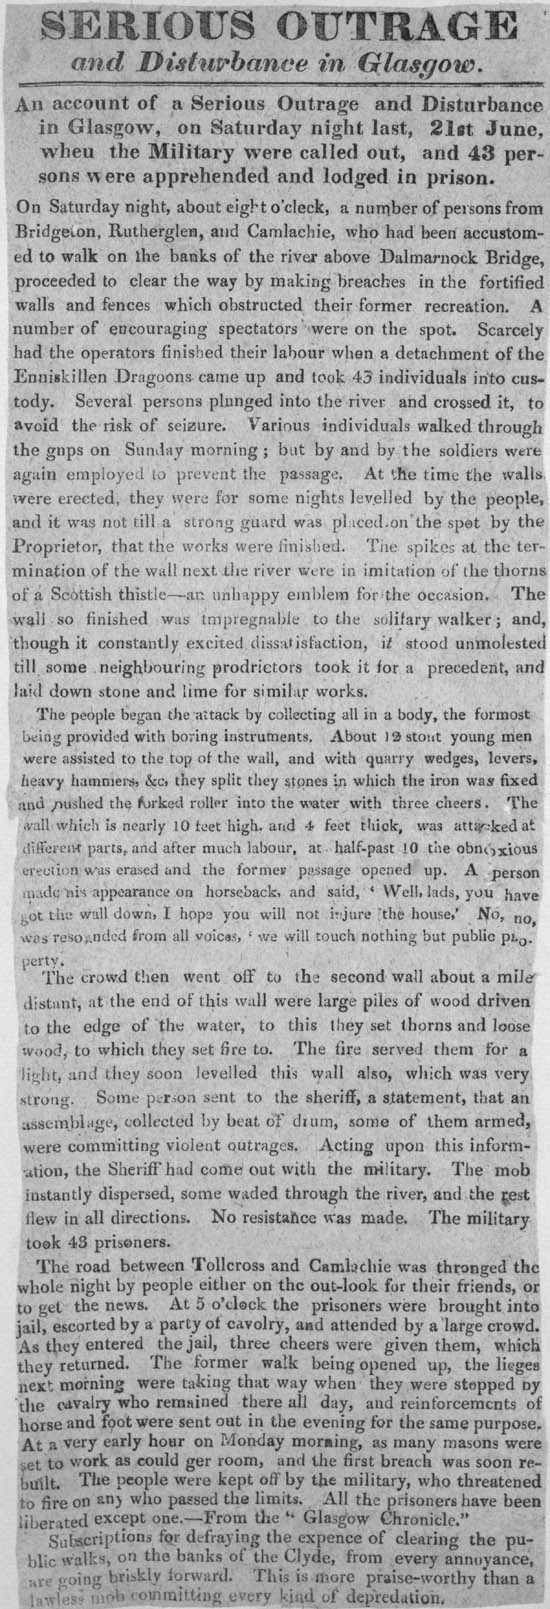 SERIOUS OUTRAGE
and Disturbance in Glasgow.
An account of a Serious Outrage and Disturbance
in Glasgow, on Saturday night last, 21st June,
wheu the Military were called out, and 43 per-
sons were apprehended and lodged in prison.
On Saturday night, about eight o'cleck, a number of persons from
Bridgeton, Rutherglen, and Camlachie, who had been accustom-
ed to walk on the banks of the river above Dalmarnock Bridge,
proceeded to clear the way by making breaches in the fortified
walls and fences which obstructed their former recreation. A
number of encouraging spectators were on the spot. Scarcely
had the operators finished their labour when a detachment of the
Enniskillen Dragoons came up and took 43 individuals into cus-
tody. Several persons plunged into the river and crossed it, to
avoid the risk of seizure. Various individuals walked through
the gnps on Sunday morning; but by and by the soldiers were
again employed to prevent the passage. At the time the walls
were erected, they were for some nights levelled by the people,
and it was not till a strong guard was placed on the spot by the
Proprietor, that the works were finished. The spikes at the ter-
mination of the wall next the river were in imitation of the thorns
of a Scottish thistle—an unhappy emblem for the occasion. The
wall so finished was impregnable to the solitary walker; and,
though it constantly excited dissatisfaction, it stood unmolested
till some neighbouring prodrietors took it for a precedent, and
laid down stone and lime for similar works.
The people began the attack by collecting all in a body, the formost
being provided with boring instruments. About 12 stout young men
were assisted to the top of the wall, and with quarry wedges, levers,
heavy hammers, &c, they split they stones in which the iron was fixed
and pushed the forked roller into the water with three cheers. The
wall which is nearly 10 feet high. and 4 feet thick, was attacked at
different parts, and after much labour, at half-past 10 the obnoxious
erection was erased and the former passage opened up. A person
made his appearance on horseback, and said, ‘ Well, lads, you have
got the wall down, I hope you will not injure the house,’ No, no,
was resounded from all voices, ‘ we will touch nothing but public pro-
perty.
The crowd then went off to the second wall about a mile
distant, at the end of this wall were large piles of wood driven
to the edge of the water, to this they set thorns and loose
wood, to which they set fire to. The fire served them for a
light, and they soon levelled this wall also, which was very
strong. Some person sent to the sheriff, a statement, that an
assemblage, collected by beat of drum, some of them armed,
were committing violent outrages. Acting upon this inform-
ation, the Sheriff had come out with the military. The mob
instantly dispersed, some waded through the river, and the rest
flew in all directions. No resistance was made. The military
took 43 prisoners.
The road between Tollcross and Camlachie was thronged the
whole night by people either on the out-look for their friends, or
to get the news. At 5 o'clock the prisoners were brought into
jail, escorted by a party of cavolry, and attended by a large crowd.
As they entered the jail, three cheers were given them, which
they returned. The former walk being opened up, the lieges
next morning were taking that way when they were stopped by
the cavalry who remained there all day, and reinforcements of
horse and foot were sent out in the evening for the same purpose.
At a very early hour on Monday morning, as many masons were
set to work as could ger room, and the first breach was soon re-
built. The people were kept off by the military, who threatened
to fire on any who passed the limits. All the prisoners have been
liberated except one.—From the “ Glasgow Chronicle.”
Subscriptions for defraying the expence of clearing the pu-
blic walks, on the banks of the Clyde, from every annoyance,
are going briskly forward. This is more praise-worthy than a
lawless mob committing every kind of depredation.